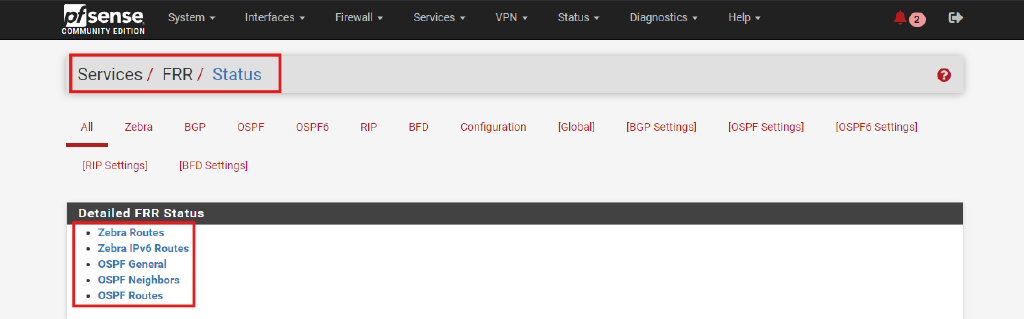 pfsense COMMUNITY EDITION System Interfaces Firewall Services VPN Status Diagnostics Help 2
Services / FRR / Status
All Zebra BGP OSPF OSPF6 RIP BFD Configuration [Global] [BGP Settings] [OSPF Settings] [OSPF6 Settings]
[RIP Settings] [BFD Settings]
Detailed FRR Status
Zebra Routes
Zebra IPv6 Routes
OSPF General
OSPF Neighbors
OSPF Routes